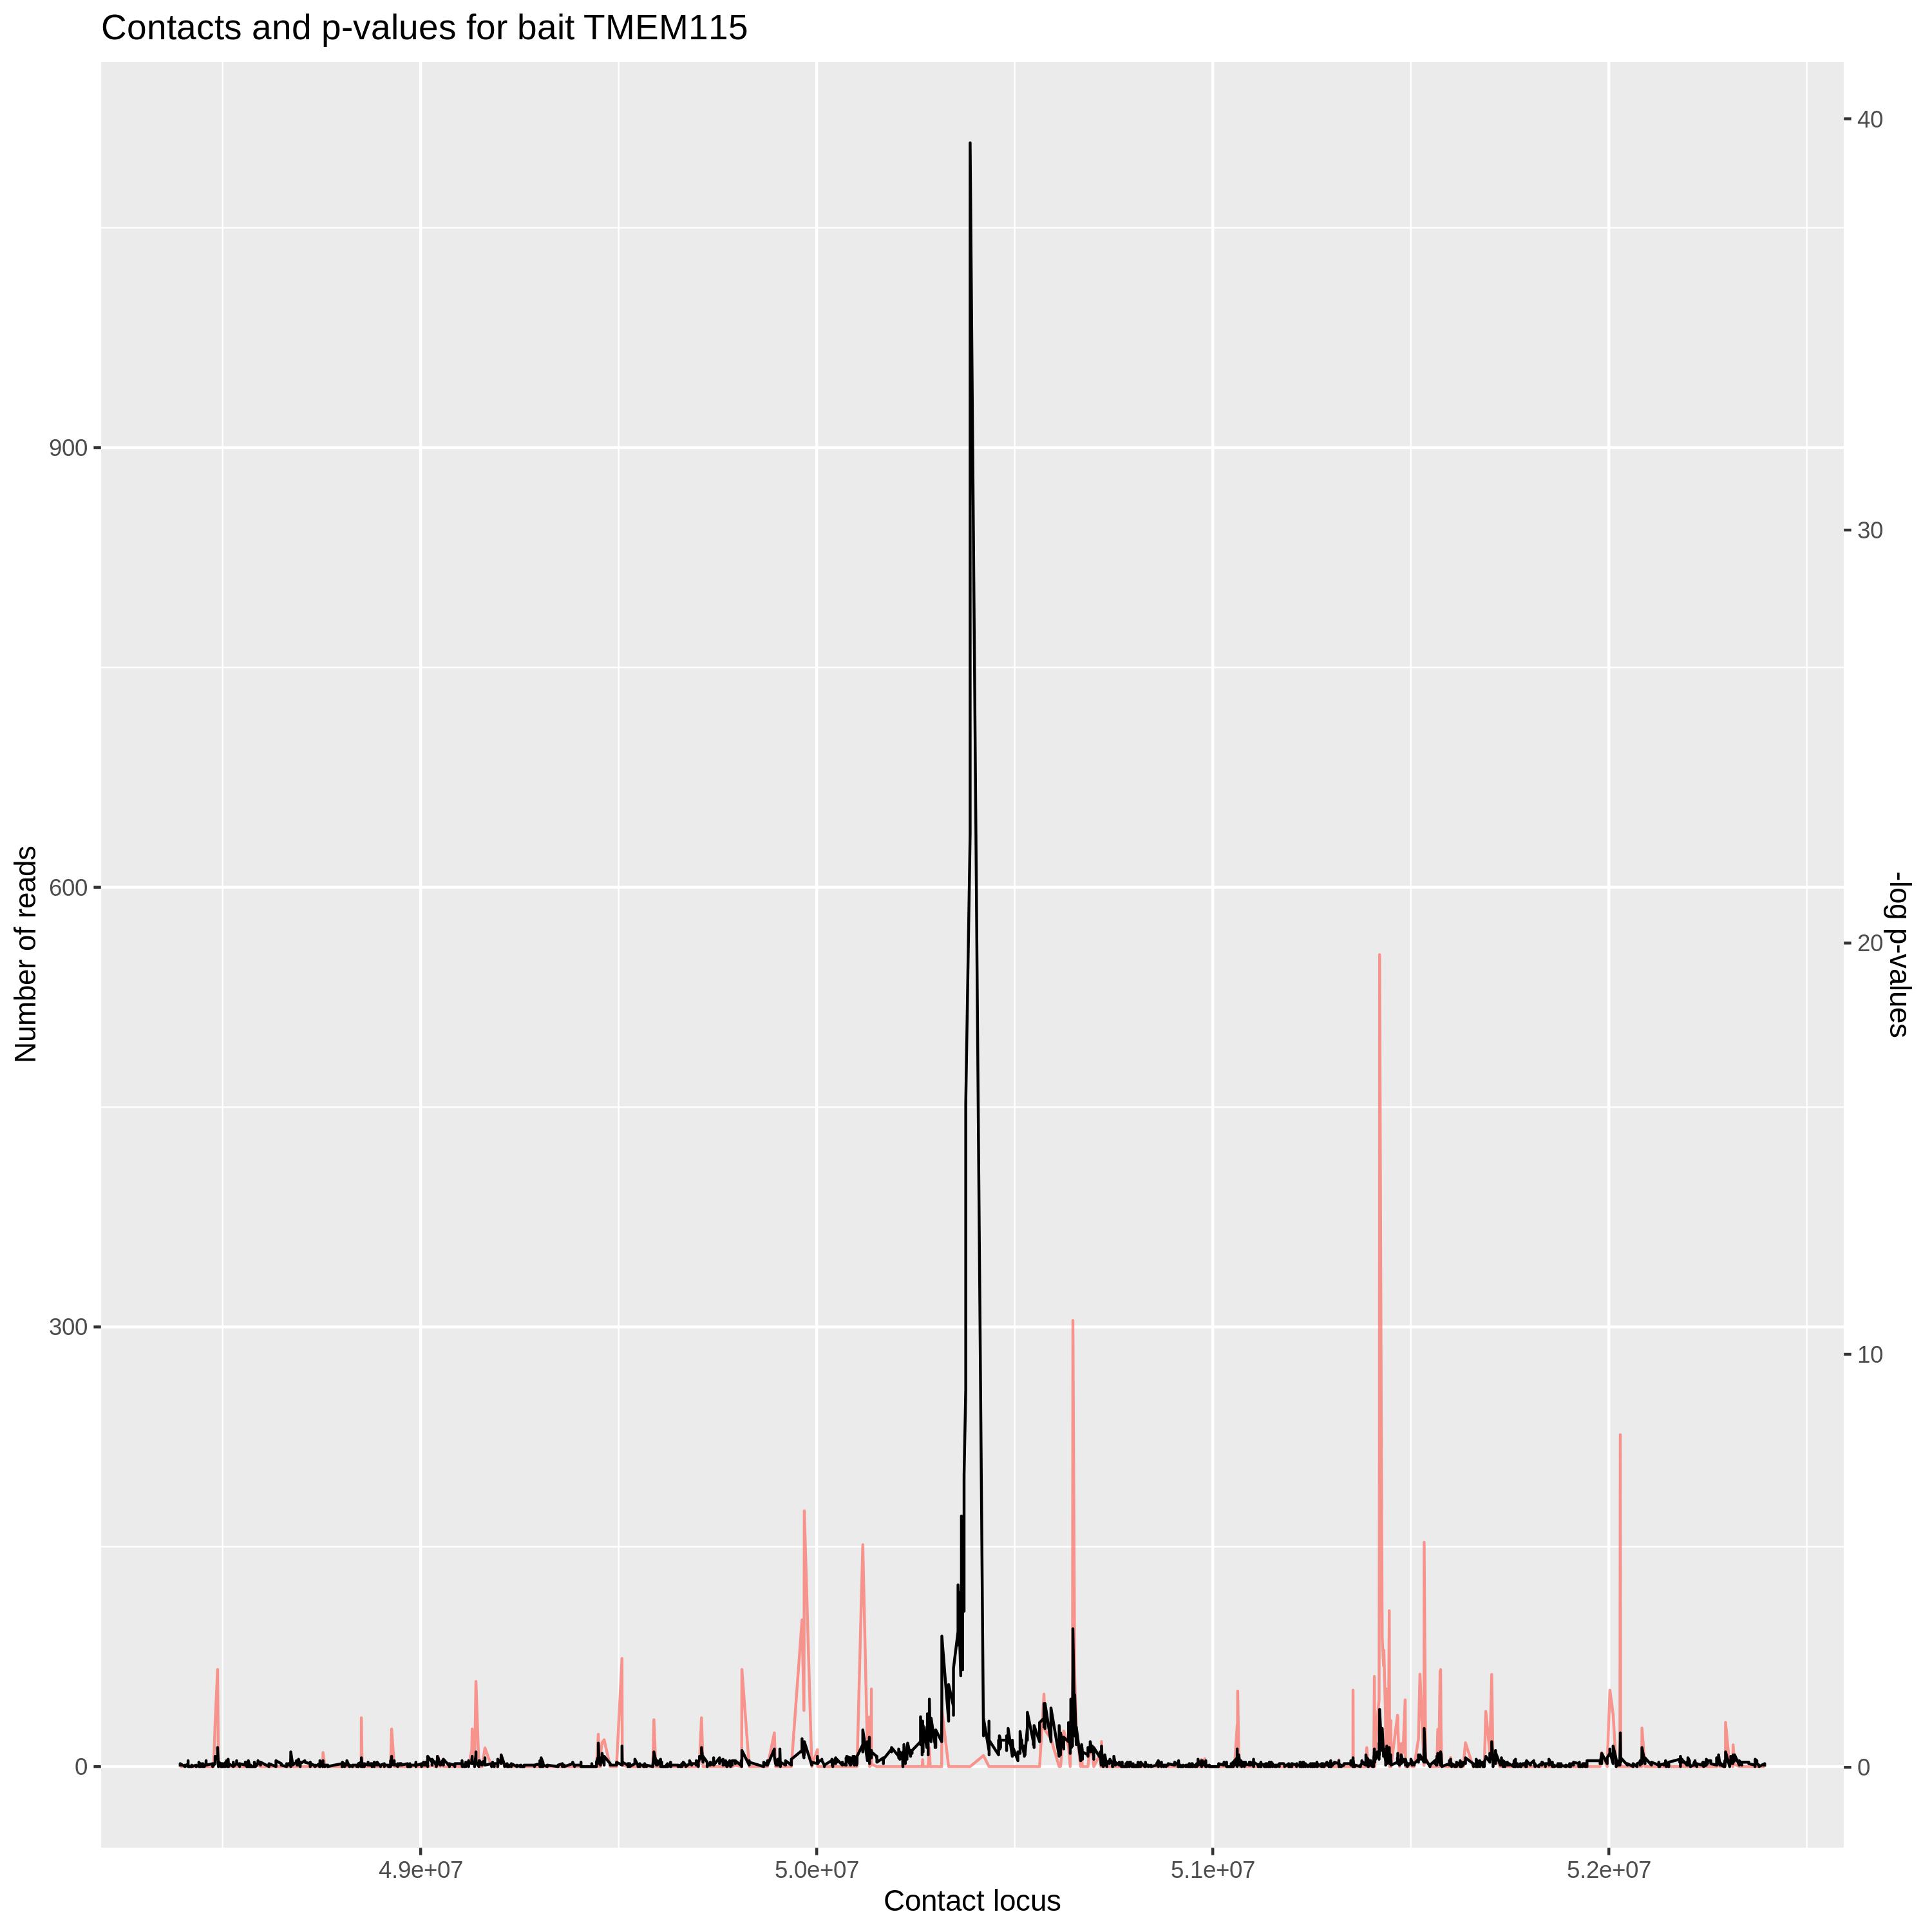 Contacts and p-values for bait TMEM115
Number of reads
900
600
300
0
40
30
20
10
0
-log p-values
4.9e+07 5.0e+07 5.1e+07 5.2e+07
Contact locus